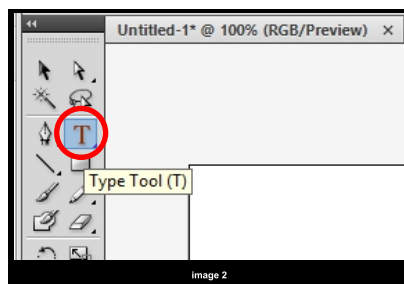 Untitled-1* @ 100% (RGB/Preview) ×
T
Type Tool (T)
image 2